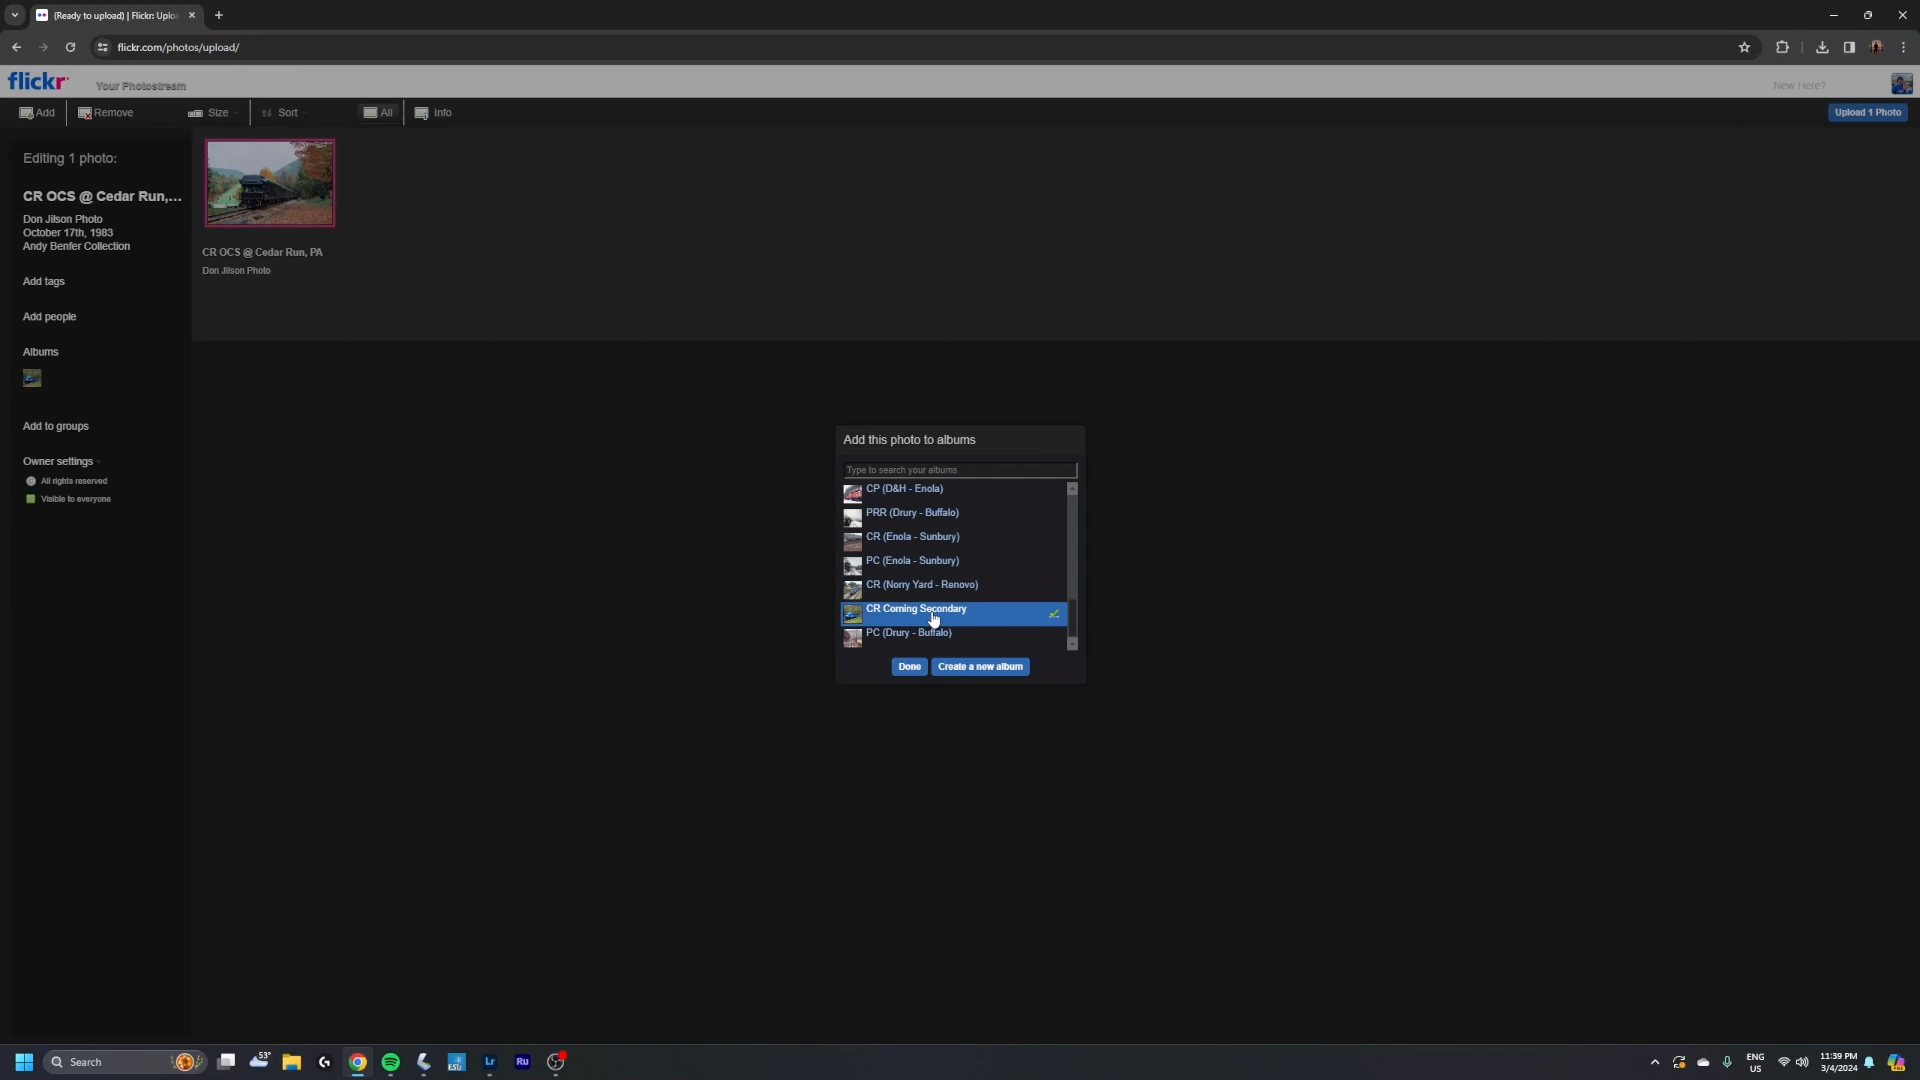 (Ready to upload) | Flickr: Uplo
flickr.com/photos/upload/
flickr
Your Photostream
New Here?
Add
Remove
Size
Sort
All
Info
Upload 1 Photo
Editing 1 photo:
CR OCS @ Cedar Run,...
Don Jilson Photo
October 17th, 1983
Andy Benfer Collection
Add tags
Add people
Albums
Add to groups
Owner settings
All rights reserved
Visible to everyone
CR OCS @ Cedar Run, PA
Don Jilson Photo
Add this photo to albums
Type to search your albums
CP (D&H - Enola)
PRR (Drury - Buffalo)
CR (Enola - Sunbury)
PC (Enola - Sunbury)
CR (Norry Yard - Renovo)
CR Corning Secondary
PC (Drury - Buffalo)
Done
Create a new album
Search
53°
ESU
Lr
Ru
ENG
US
11:39 PM
3/4/2024